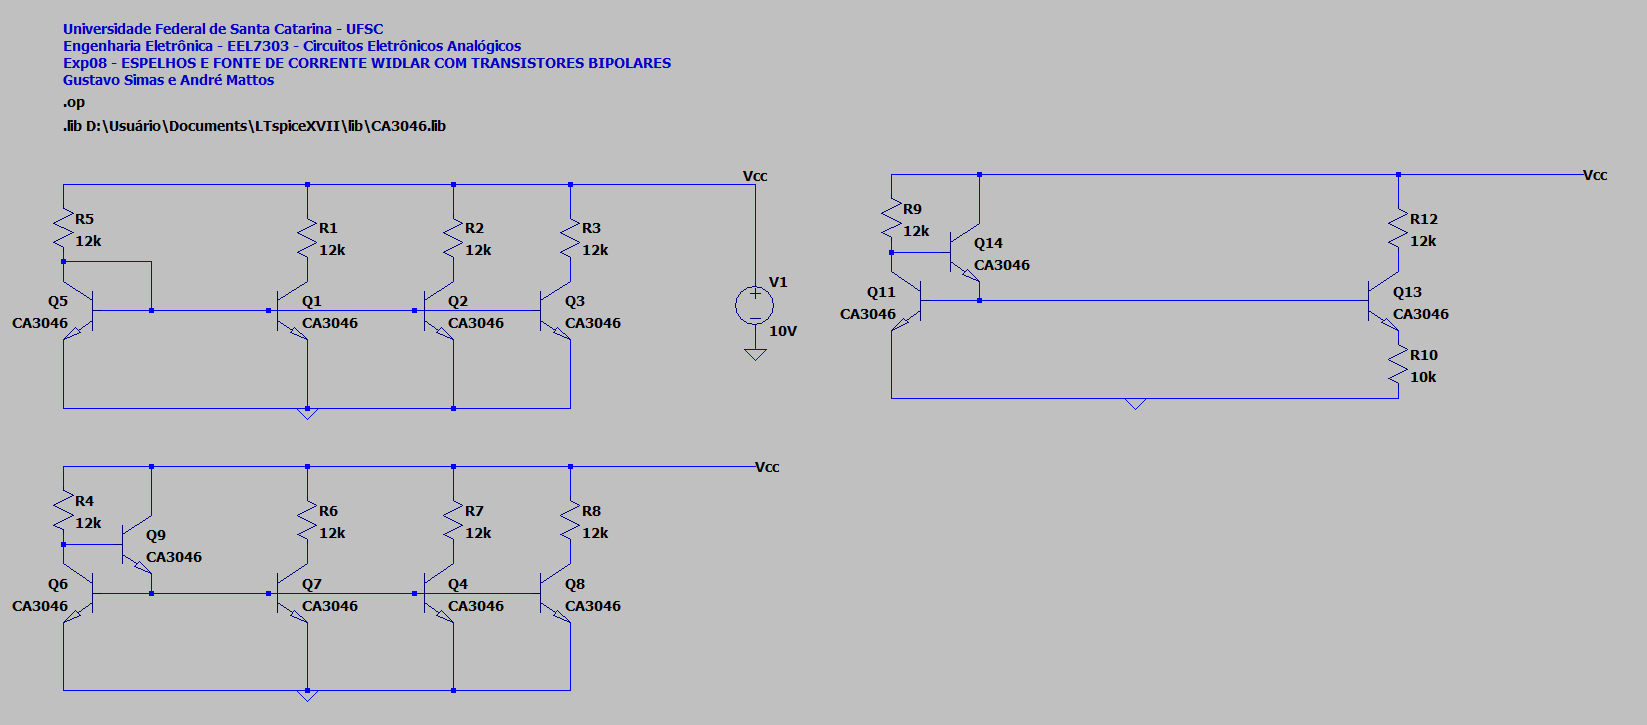 Universidade Federal de Santa Catarina - UFSC
Engenharia Eletrônica - EEL7303 - Circuitos Eletrônicos Analógicos
Exp08 - ESPELHOS E FONTE DE CORRENTE WIDLAR COM TRANSISTORES BIPOLARES
Gustavo Simas e André Mattos
.op
.lib D:\Usuário\Documents\LTspiceXVII\lib\CA3046.lib
Vcc
R5
12k
R1
12k
R2
12k
R3
12k
Q5
CA3046
Q1
CA3046
Q2
CA3046
Q3
CA3046
V1
10V
Vcc
R9
12k
Q14
CA3046
R12
12k
Q11
CA3046
Q13
CA3046
R10
10k
Vcc
R4
12k
Q9
CA3046
R6
12k
R7
12k
R8
12k
Q6
CA3046
Q7
CA3046
Q4
CA3046
Q8
CA3046